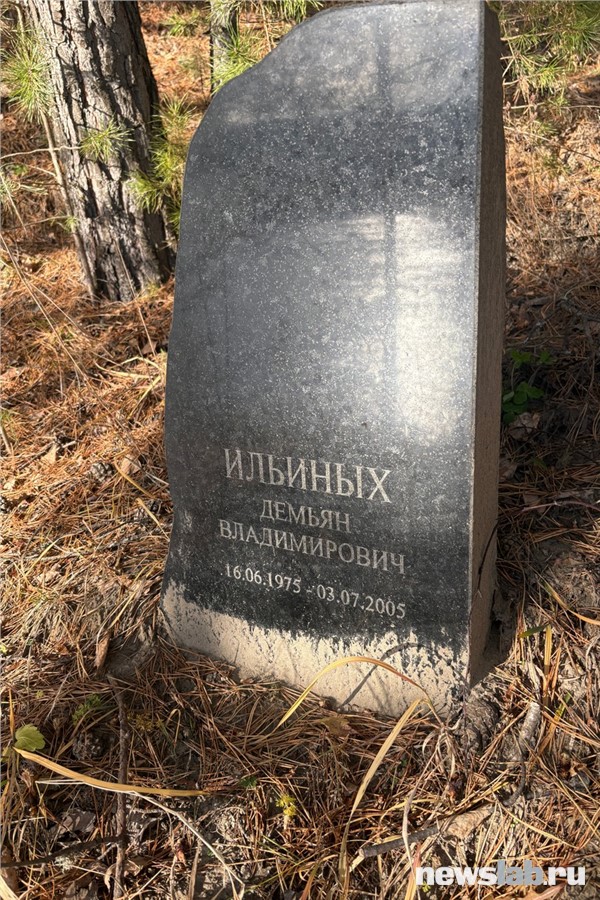 ИЛЬИНЫХ
ДЕМЬЯН
ВЛАДИМИРОВИЧ
16.06.1975 - 03.07.2005
newslab.ru